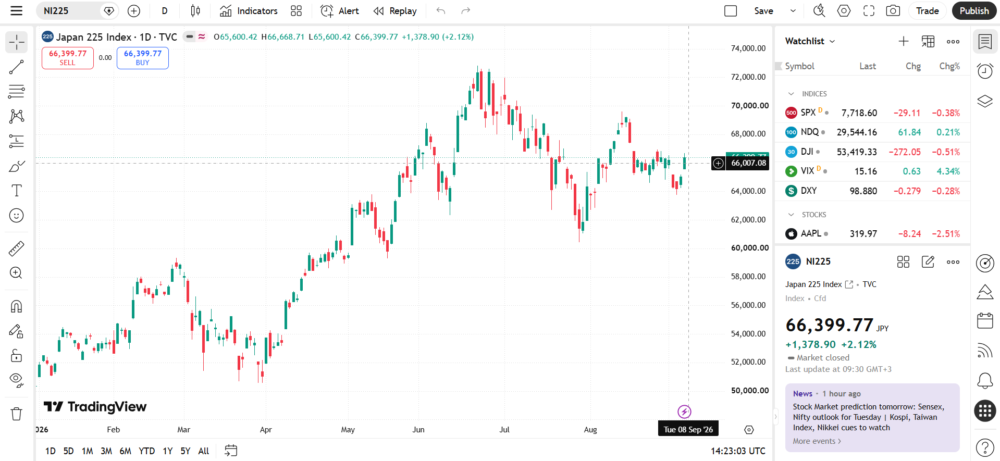 NI225
D
Indicators
Alert
Replay
Save
Trade
Publish
225 Japan 225 Index · 1D · TVC O65,600.42 H66,668.71 L65,600.42 C66,399.77 +1,378.90 (+2.12%)
66,399.77 SELL
0.00
66,399.77 BUY
74,000.00
72,000.00
70,000.00
68,000.00
66,007.08
64,000.00
62,000.00
60,000.00
58,000.00
56,000.00
54,000.00
52,000.00
50,000.00
TradingView
Feb Mar Apr May Jun Jul Aug Tue 08 Sep '26
1D 5D 1M 3M 6M YTD 1Y 5Y All
14:23:03 UTC
Watchlist
Symbol Last Chg Chg%
INDICES
500 SPX D 7,718.60 −29.11 −0.38%
100 NDQ 29,544.16 61.84 0.21%
30 DJI 53,419.33 −272.05 −0.51%
VIX D 15.16 0.63 4.34%
$ DXY 98.880 −0.279 −0.28%
STOCKS
AAPL 319.97 −8.24 −2.51%
225 NI225
Japan 225 Index • TVC
Index • Cfd
66,399.77 JPY
+1,378.90 +2.12%
Market closed
Last update at 09:30 GMT+3
News • 1 hour ago
Stock Market prediction tomorrow: Sensex,
Nifty outlook for Tuesday | Kospi, Taiwan
Index, Nikkei cues to watch
More events